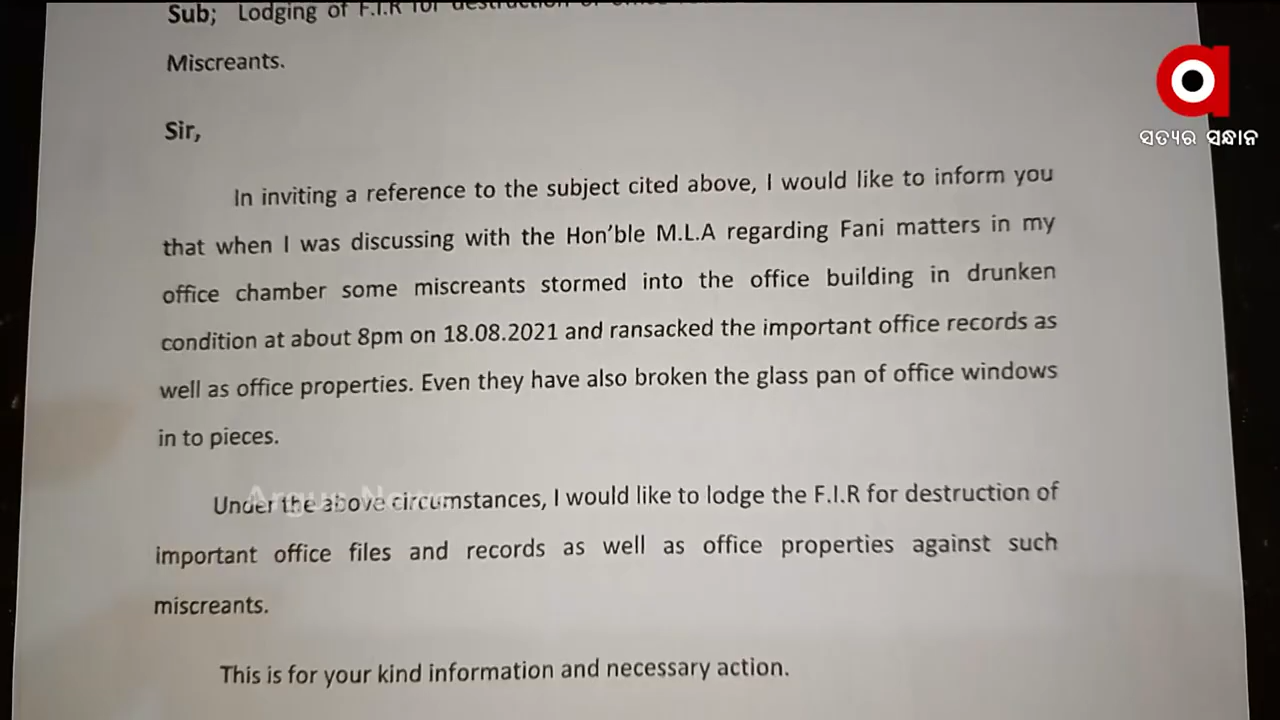 Sub; Lodging of F.I.R for destruction of office
Miscreants.
ସତ୍ୟର ସନ୍ଧାନ
Sir,
In inviting a reference to the subject cited above, I would like to inform you
that when I was discussing with the Hon’ble M.L.A regarding Fani matters in my
office chamber some miscreants stormed into the office building in drunken
condition at about 8pm on 18.08.2021 and ransacked the important office records as
well as office properties. Even they have also broken the glass pan of office windows
in to pieces.
Argus News
Under the above circumstances, I would like to lodge the F.I.R for destruction of
important office files and records as well as office properties against such
miscreants.
This is for your kind information and necessary action.